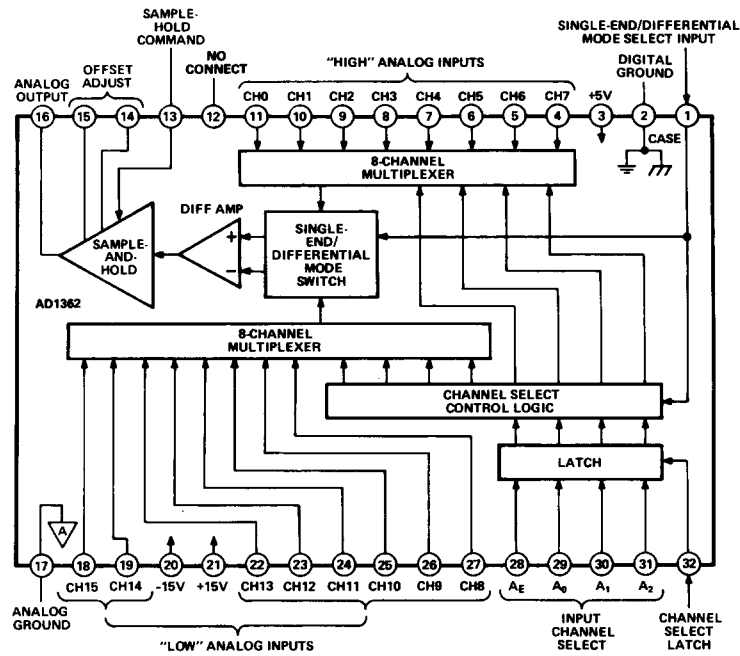 SAMPLE-
HOLD
COMMAND
SINGLE-END/DIFFERENTIAL
MODE SELECT INPUT
NO
CONNECT
"HIGH" ANALOG INPUTS
DIGITAL
GROUND
ANALOG
OUTPUT
OFFSET
ADJUST
CH0 CH1 CH2 CH3 CH4 CH5 CH6 CH7 +5V
16 15 14 13 12 11 10 9 8 7 6 5 4 3 2 1
CASE
8-CHANNEL
MULTIPLEXER
DIFF AMP
+
−
SINGLE-
END/
DIFFERENTIAL
MODE
SWITCH
SAMPLE-
AND-
HOLD
AD1362
8-CHANNEL
MULTIPLEXER
CHANNEL SELECT
CONTROL LOGIC
LATCH
A
17 18 19 20 21 22 23 24 25 26 27 28 29 30 31 32
CH15 CH14 −15V +15V CH13 CH12 CH11 CH10 CH9 CH8 AE A0 A1 A2
ANALOG
GROUND
"LOW" ANALOG INPUTS
INPUT
CHANNEL
SELECT
CHANNEL
SELECT
LATCH